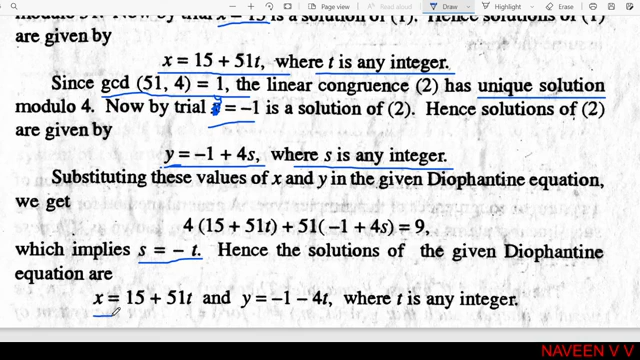 Read aloud
Draw
Highlight
Erase
modulo 51. Now by trial x = 15 is a solution of (1). Hence solutions of (1)
are given by
x = 15 + 51t, where t is any integer.
Since gcd (51, 4) = 1, the linear congruence (2) has unique solution
modulo 4. Now by trial y = −1 is a solution of (2). Hence solutions of (2)
are given by
y = −1 + 4s, where s is any integer.
Substituting these values of x and y in the given Diophantine equation,
we get
4 (15 + 51t) + 51(−1 + 4s) = 9,
which implies s = − t. Hence the solutions of the given Diophantine
equation are
x = 15 + 51t and y = −1 − 4t, where t is any integer.
NAVEEN V V